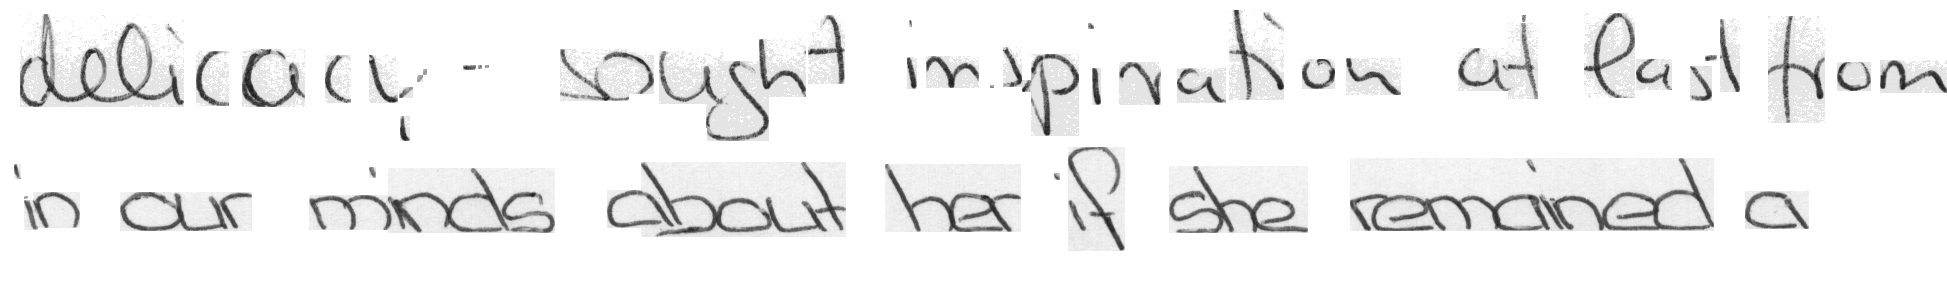 delicacy - sought inspiration at last from
in our minds about her if she remained a